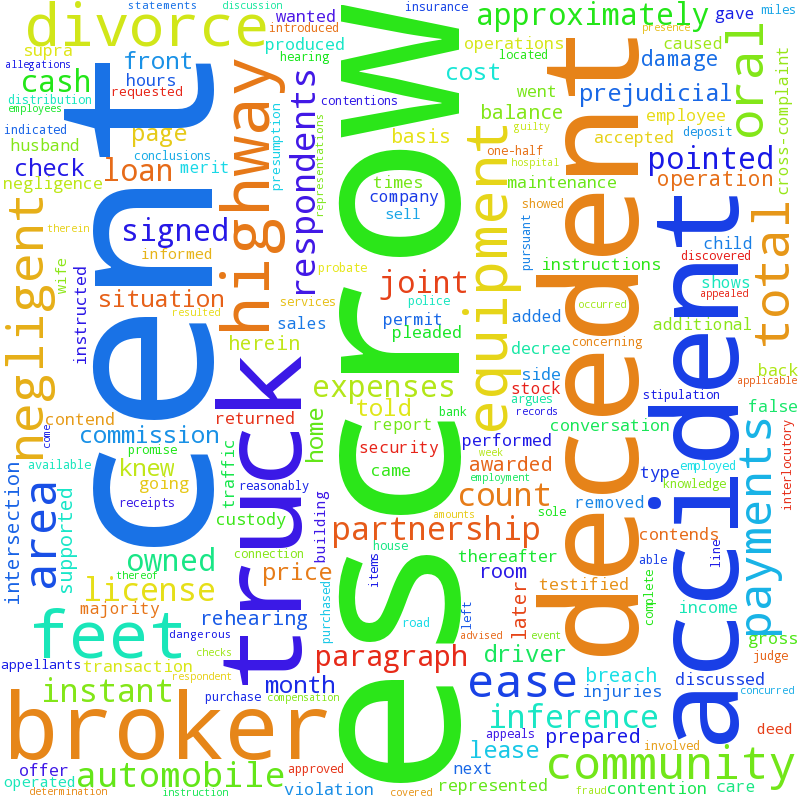 statements
discussion
insurance
introduced
wanted
gave
miles
divorce
supra
front
produced
hearing
approximately
operations
located
caused
presence
total
oral
allegations
cash
hours
requested
cost
damage
distribution
employees
contentions
balance
went
prejudicial
employee
deposit
cross-complaint
indicated
page
husband
conclusions
merit
basis
guilty
one-half
accepted
check
loan
presumption
respondents
representations
hospital
pointed
negligence
times
company
sell
maintenance
showed
operation
highway
cent
escrow
decedent
accident
negligent
therein
signed
informed
wife
instructed
probate
police
joint
equipment
pursuant
instructions
child
discovered
shows
appealed
situation
services
resulted
sales
permit
pleaded
added
occurred
additional
herein
decree
side
concerning
back
applicable
truck
expenses
stock
argues
records
stipulation
contend
come
returned
told
bank
false
commission
home
report
security
performed
conversation
interlocutory
promise
knew
going
traffic
came
week
employment
awarded
type
employed
knowledge
available
receipts
reasonably
custody
building
count
removed
payments
intersection
area
supported
amounts
sole
partnership
contends
line
able
owned
connection
house
items
thereafter
thereof
price
room
testified
complete
license
purchased
later
income
majority
feet
rehearing
road
left
gross
dangerous
advised
event
judge
appellants
transaction
checks
respondent
paragraph
driver
ease
breach
injuries
discussed
concurred
instant
month
purchase
compensation
inference
broker
appeals
prepared
deed
involved
lease
offer
approved
next
community
operated
automobile
violation
represented
determination
instruction
covered
fraud
contention
care